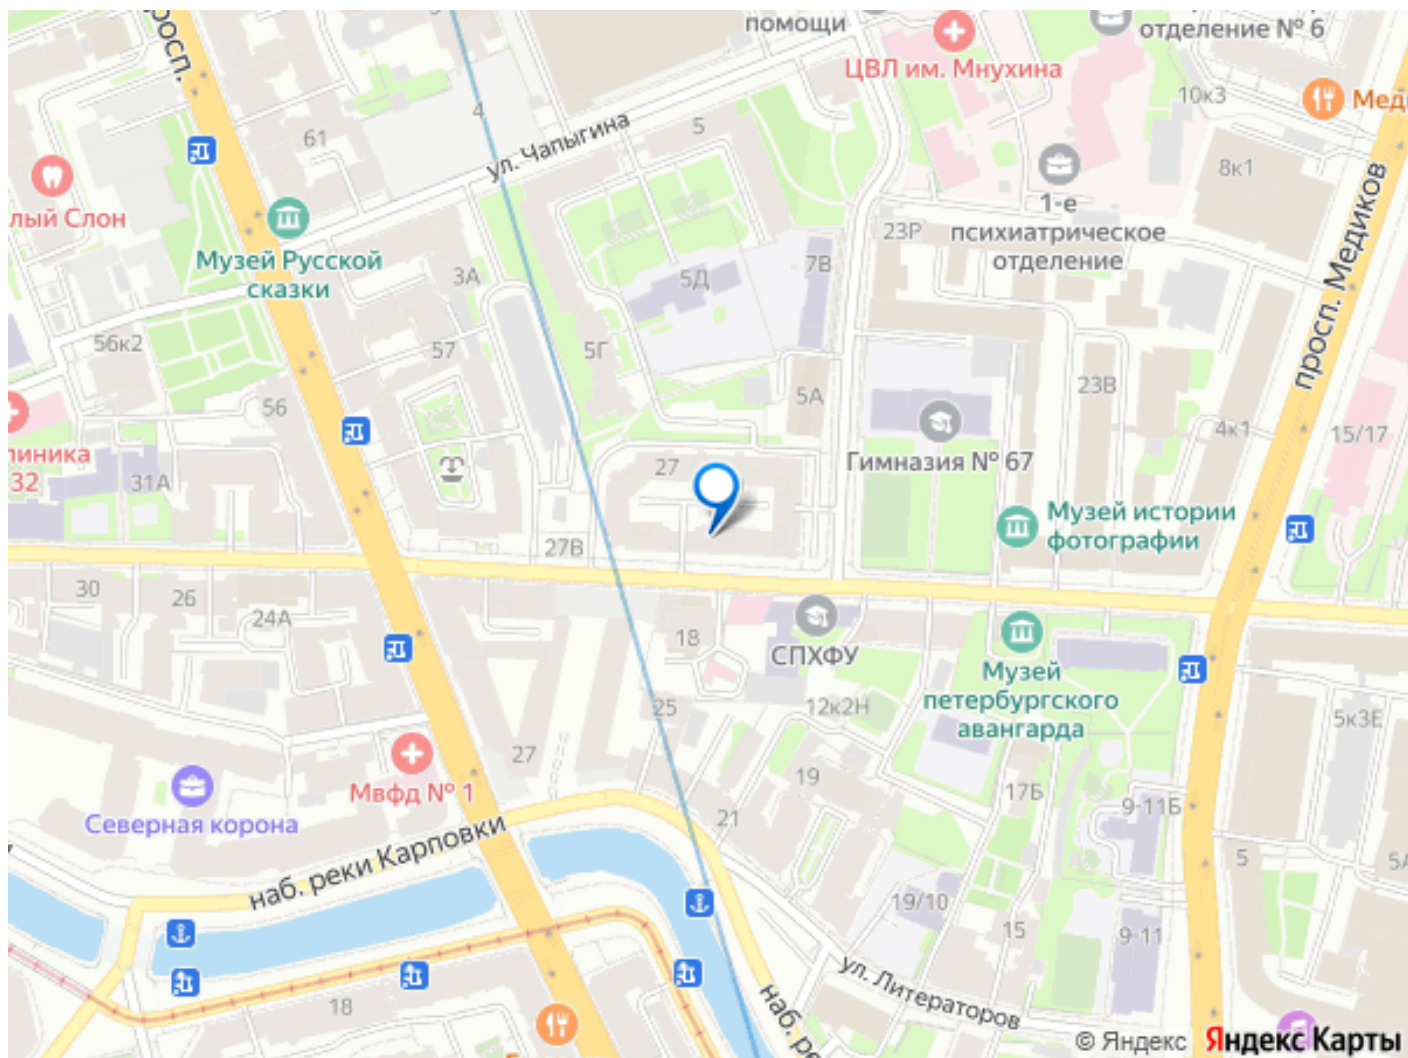 просп.
помощи
отделение № 6
ЦВЛ им. Мнухина
10к3
Мед
4
61
ул. Чапыгина
5
8к1
1-е
психиатрическое
отделение
просп. Медиков
лый Слон
Музей Русской
сказки
3А
5Д
7В
23Р
56к2
57
5Г
5А
23В
56
4к1
15/17
линика
32
31А
27
Гимназия № 67
Музей истории
фотографии
27В
30
26
24А
18
СПХФУ
Музей
петербургского
авангарда
25
12к2Н
5к3Е
27
19
17Б
9-11Б
Мвфд № 1
Северная корона
21
5
5А
наб. реки Карповки
19/10
15
9-11
ул. Литераторов
18
наб. ре
© Яндекс Яндекс Карты